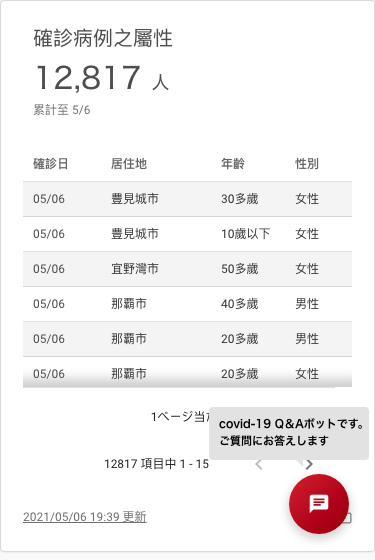 確診病例之屬性
12,817 人
累計至 5/6
確診日 居住地 年齡 性別
05/06 豊見城市 30多歲 女性
05/06 豊見城市 10歲以下 女性
05/06 宜野灣市 50多歲 女性
05/06 那覇市 40多歲 男性
05/06 那覇市 20多歲 男性
05/06 那覇市 20多歲 女性
1ページ当
covid-19 Q&Aボットです。
ご質問にお答えします
12817 項目中 1 - 15
2021/05/06 19:39 更新